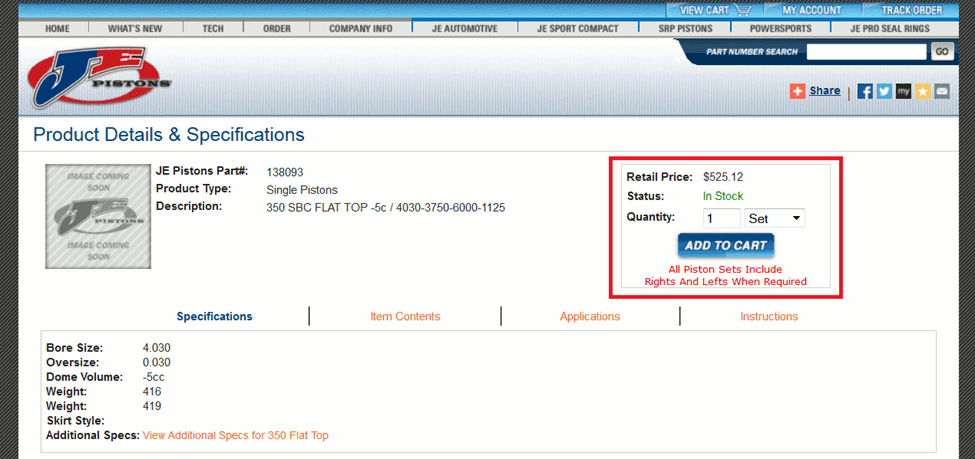 VIEW CART MY ACCOUNT TRACK ORDER
HOME WHAT'S NEW TECH ORDER COMPANY INFO JE AUTOMOTIVE JE SPORT COMPACT SRP PISTONS POWERSPORTS JE PRO SEAL RINGS
PART NUMBER SEARCH GO
JE
PISTONS
Share f my
Product Details & Specifications
IMAGE COMING
SOON
JE
PISTONS
IMAGE COMING
SOON
JE Pistons Part#: 138093
Product Type: Single Pistons
Description: 350 SBC FLAT TOP -5c / 4030-3750-6000-1125
Retail Price: $525.12
Status: In Stock
Quantity: 1 Set
ADD TO CART
All Piston Sets Include
Rights And Lefts When Required
Specifications Item Contents Applications Instructions
Bore Size: 4.030
Oversize: 0.030
Dome Volume: -5cc
Weight: 416
Weight: 419
Skirt Style:
Additional Specs: View Additional Specs for 350 Flat Top